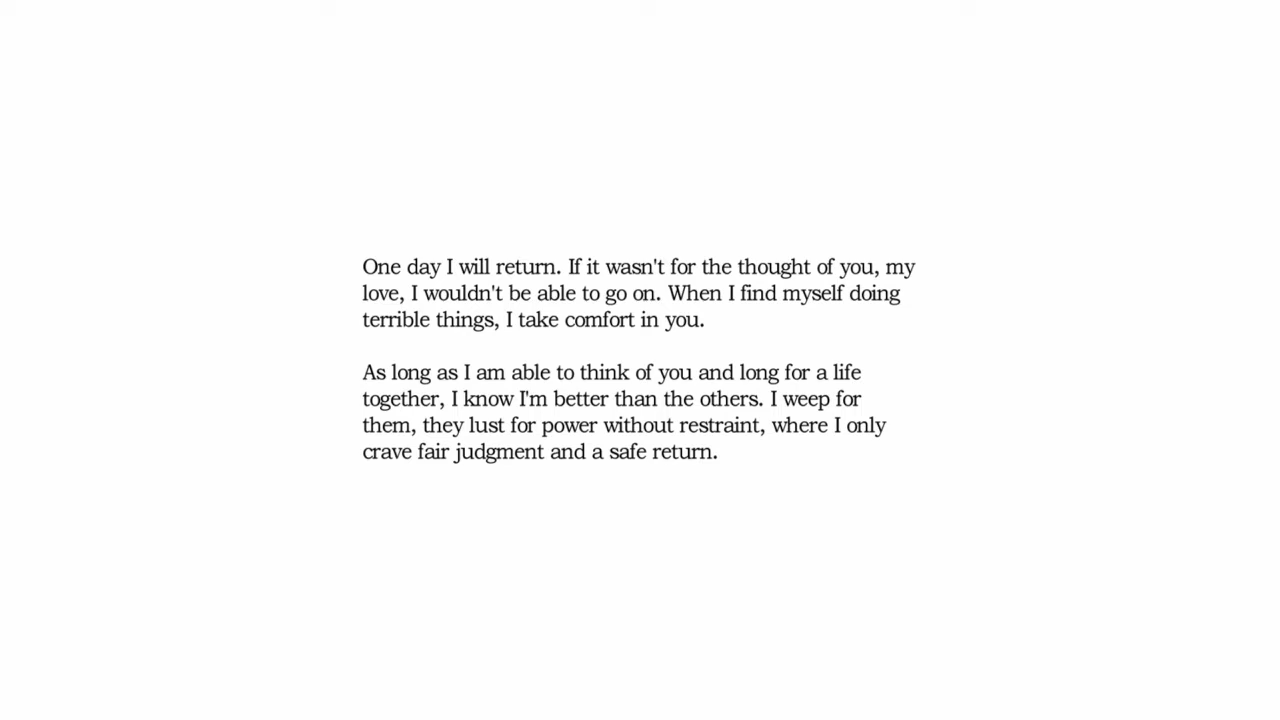 One day I will return. If it wasn't for the thought of you, my
love, I wouldn't be able to go on. When I find myself doing
terrible things, I take comfort in you.
As long as I am able to think of you and long for a life
together, I know I'm better than the others. I weep for
them, they lust for power without restraint, where I only
crave fair judgment and a safe return.